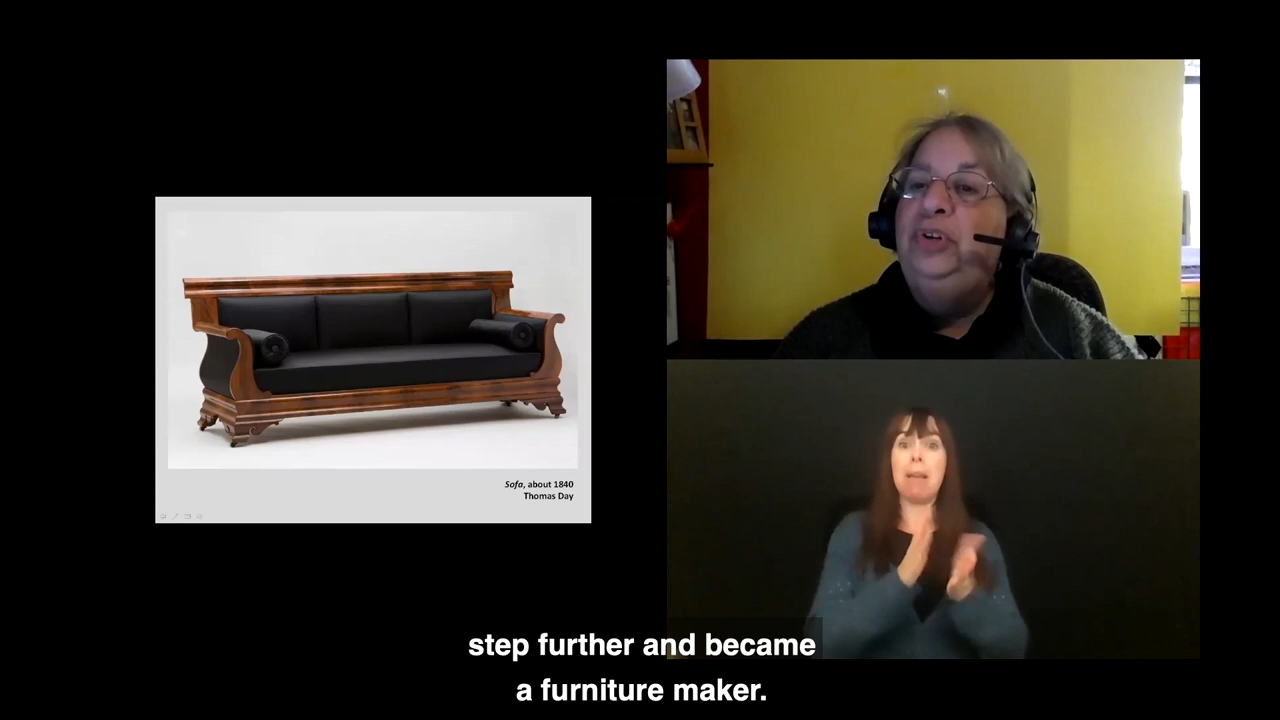 Sofa, about 1840
Thomas Day
step further and became
a furniture maker.